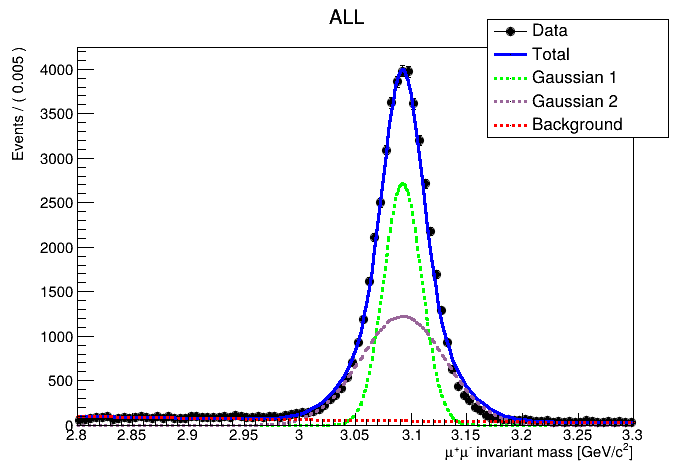 ALL
Data
Total
Gaussian 1
Gaussian 2
Background
Events / ( 0.005 )
4000
3500
3000
2500
2000
1500
1000
500
0
2.8 2.85 2.9 2.95 3 3.05 3.1 3.15 3.2 3.25 3.3
μ⁺μ⁻ invariant mass [GeV/c²]